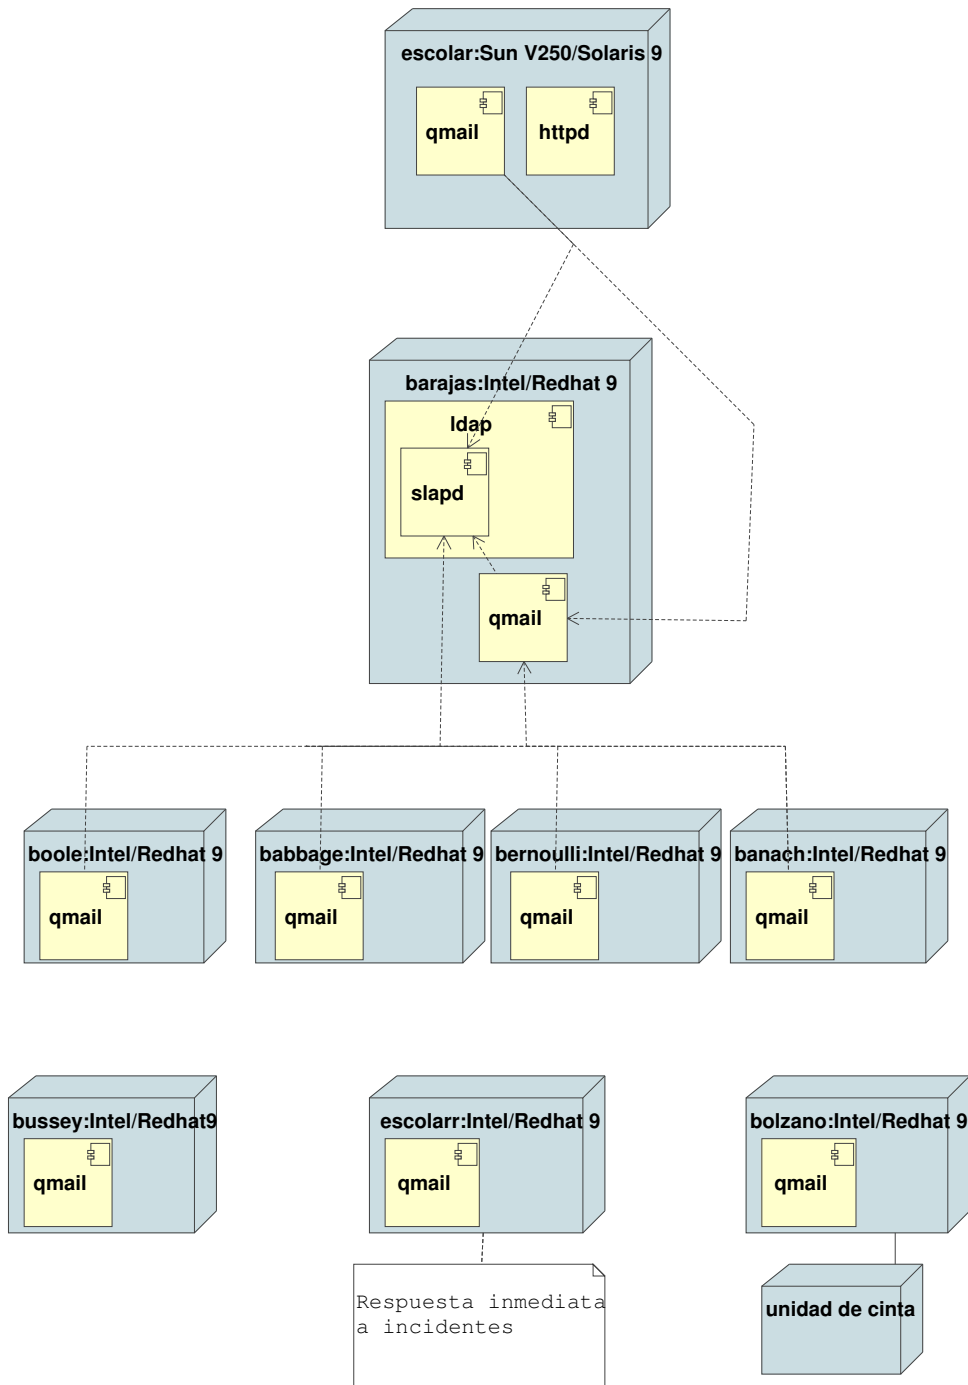 escolar:Sun V250/Solaris 9
qmail
httpd
barajas:Intel/Redhat 9
ldap
slapd
qmail
boole:Intel/Redhat 9
babbage:Intel/Redhat 9
bernoulli:Intel/Redhat 9
banach:Intel/Redhat 9
qmail
qmail
qmail
qmail
bussey:Intel/Redhat9
escolarr:Intel/Redhat 9
bolzano:Intel/Redhat 9
qmail
qmail
qmail
Respuesta inmediata
a incidentes
unidad de cinta